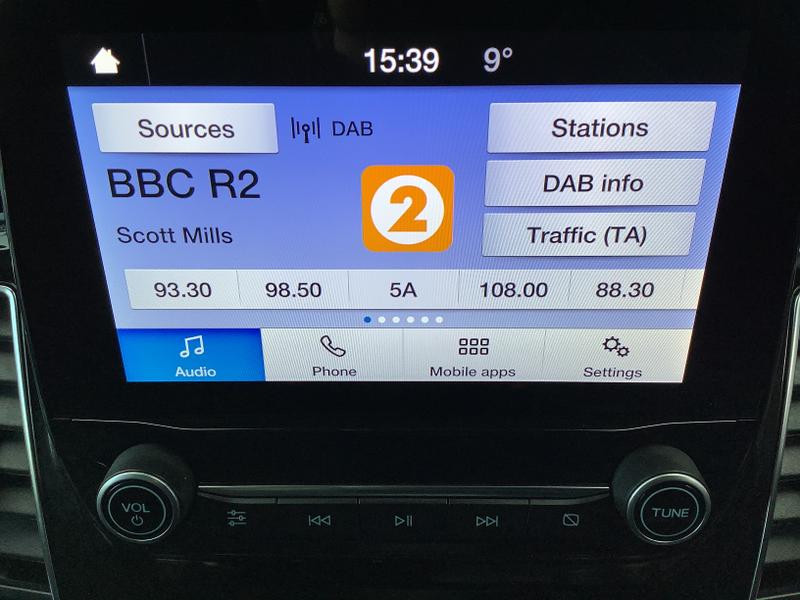 15:39 9°
Sources DAB Stations
BBC R2 2 DAB info
Scott Mills Traffic (TA)
93.30 98.50 5A 108.00 88.30
Audio Phone Mobile apps Settings
VOL TUNE